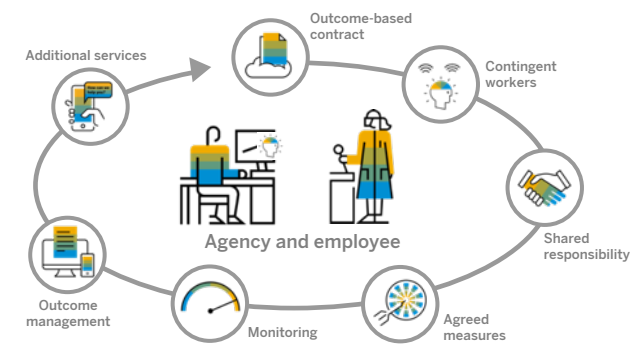 Outcome-based
contract
Additional services
Contingent
workers
Agency and employee
Shared
responsibility
Outcome
management
Monitoring
Agreed
measures